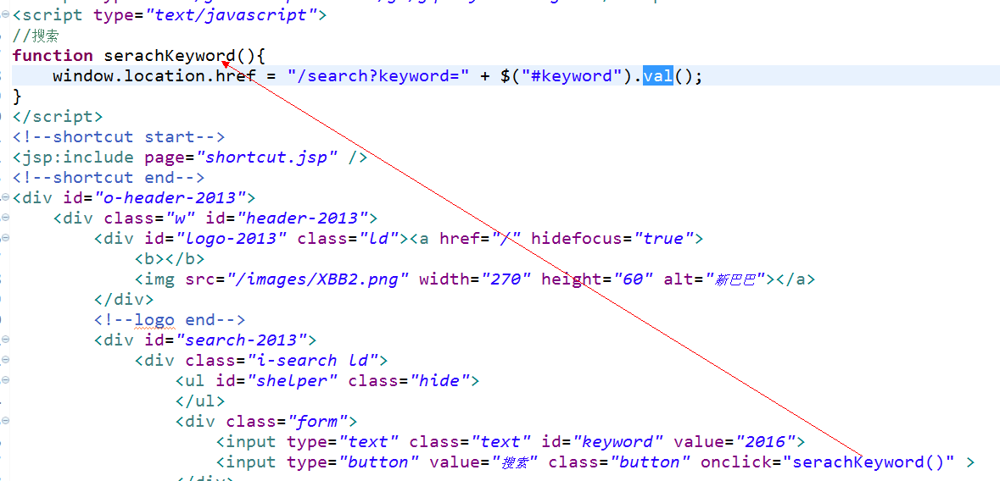 <script type="text/javascript">
//搜索
function serachKeyword(){
window.location.href = "/search?keyword=" + $("#keyword").val();
}
</script>
<!--shortcut start-->
<jsp:include page="shortcut.jsp" />
<!--shortcut end-->
<div id="o-header-2013">
<div class="w" id="header-2013">
<div id="logo-2013" class="ld"><a href="/" hidefocus="true">
<b></b>
<img src="/images/XBB2.png" width="270" height="60" alt="新巴巴"></a>
</div>
<!--logo end-->
<div id="search-2013">
<div class="i-search ld">
<ul id="shelper" class="hide">
</ul>
<div class="form">
<input type="text" class="text" id="keyword" value="2016">
<input type="button" value="搜索" class="button" onclick="serachKeyword()" >
</div>